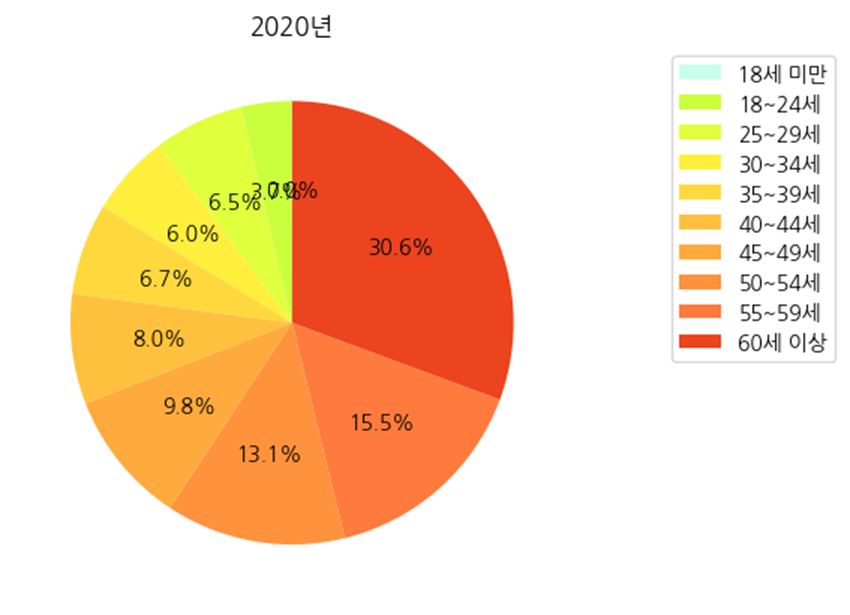 2020년
18세 미만
18~24세
25~29세
30~34세
35~39세
40~44세
45~49세
50~54세
55~59세
60세 이상
6.5%
6.0%
30.6%
6.7%
8.0%
9.8%
15.5%
13.1%